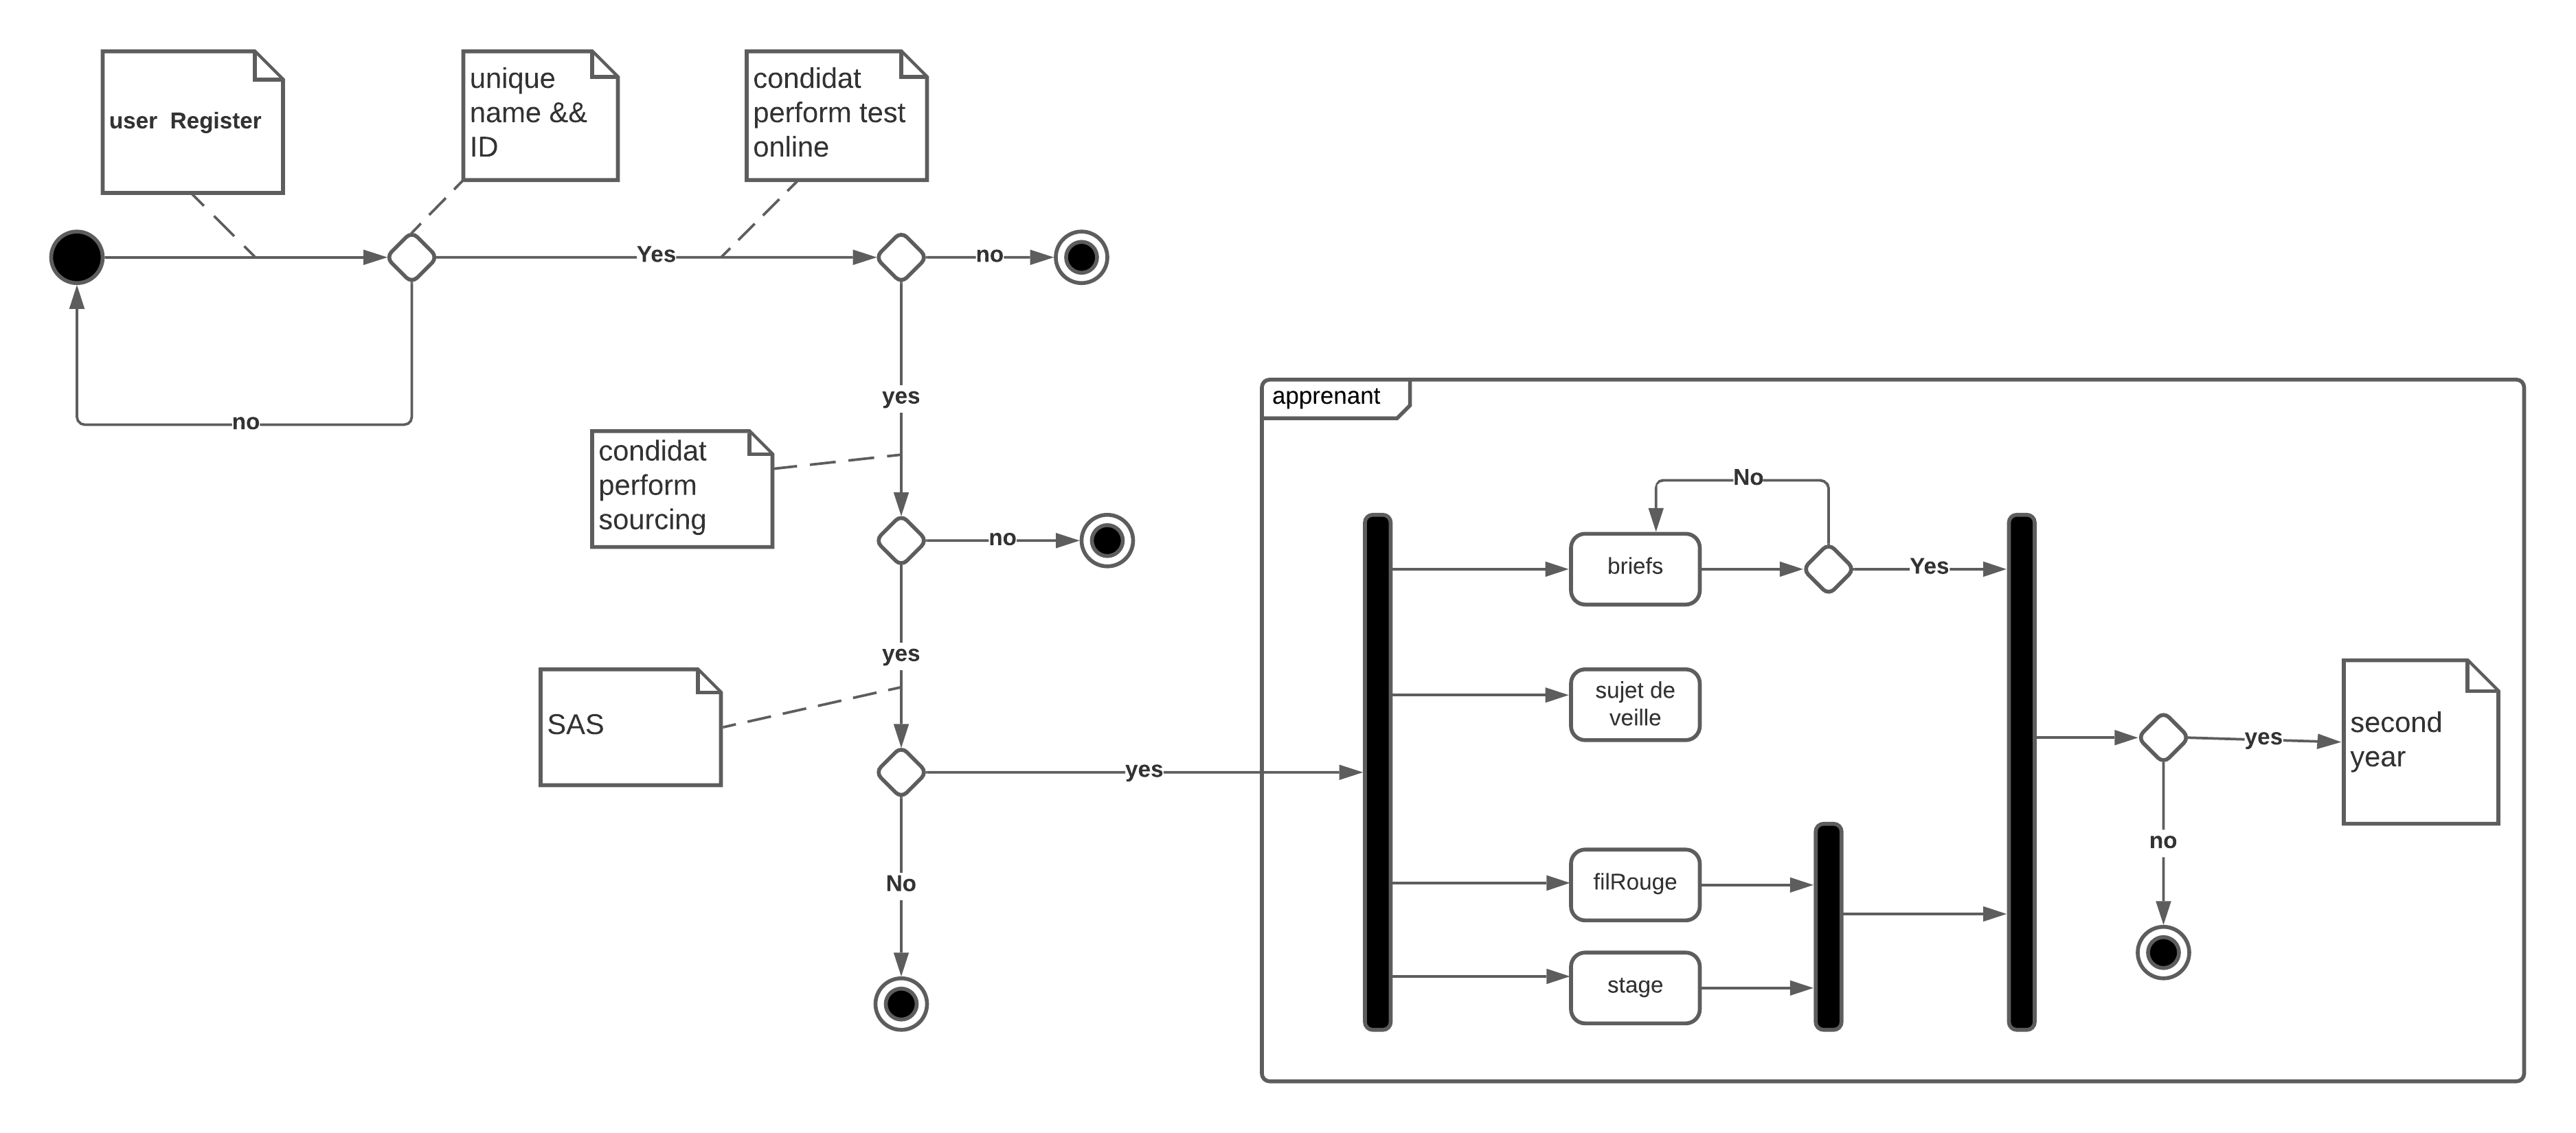 user  Register
unique
name &&
ID
condidat
perform test
online
Yes
no
no
yes
apprenant
condidat
perform
sourcing
no
No
briefs
Yes
yes
SAS
sujet de
veille
yes
second
year
yes
no
No
filRouge
stage